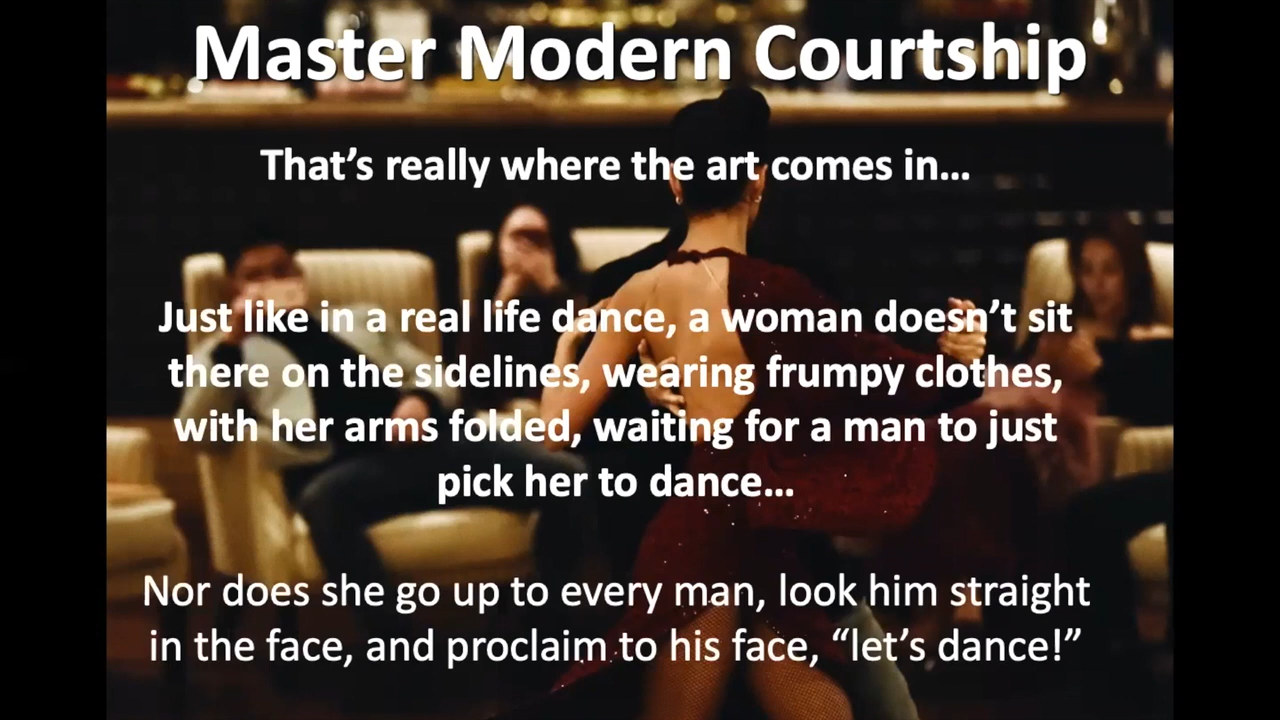 Master Modern Courtship
That’s really where the art comes in…
Just like in a real life dance, a woman doesn’t sit
there on the sidelines, wearing frumpy clothes,
with her arms folded, waiting for a man to just
pick her to dance…
Nor does she go up to every man, look him straight
in the face, and proclaim to his face, “let’s dance!”